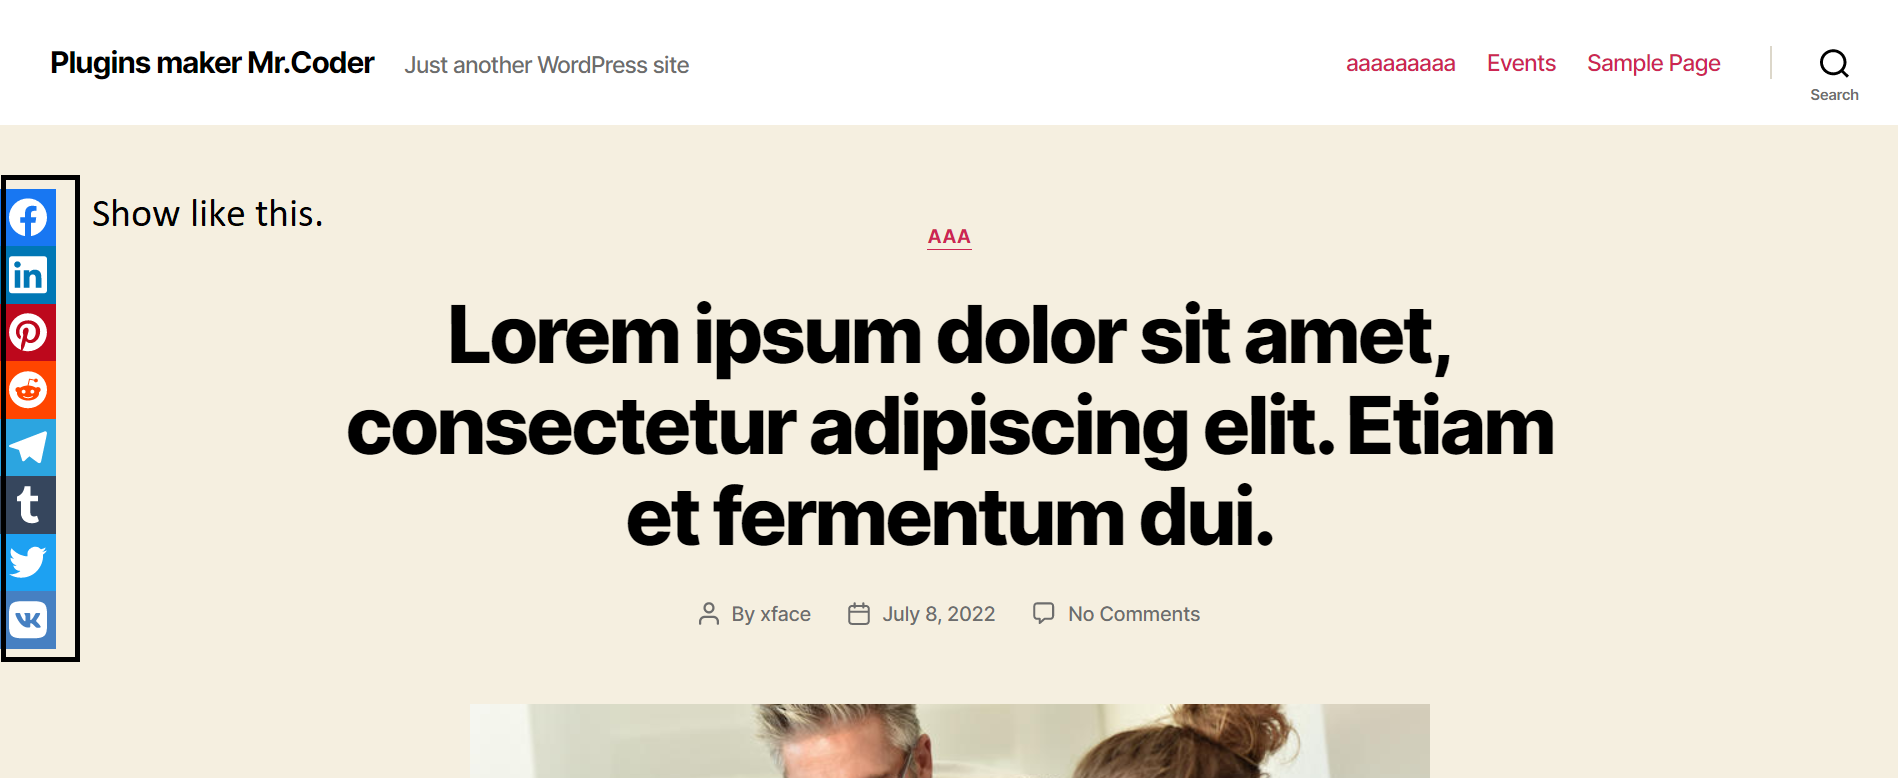 Plugins maker Mr.Coder Just another WordPress site aaaaaaaaa Events Sample Page
Search
Show like this.
AAA
Lorem ipsum dolor sit amet,
consectetur adipiscing elit. Etiam
et fermentum dui.
By xface July 8, 2022 No Comments